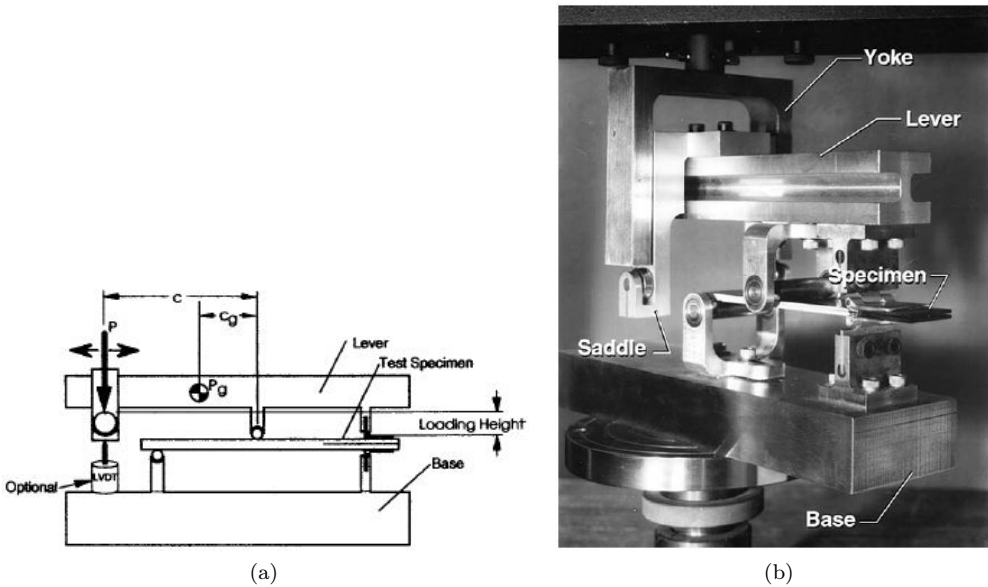 C
P
Cg
Lever
Test Specimen
Pg
Loading Height
Base
Optional
LVDT
(a)
Yoke
Lever
Specimen
Saddle
Base
(b)